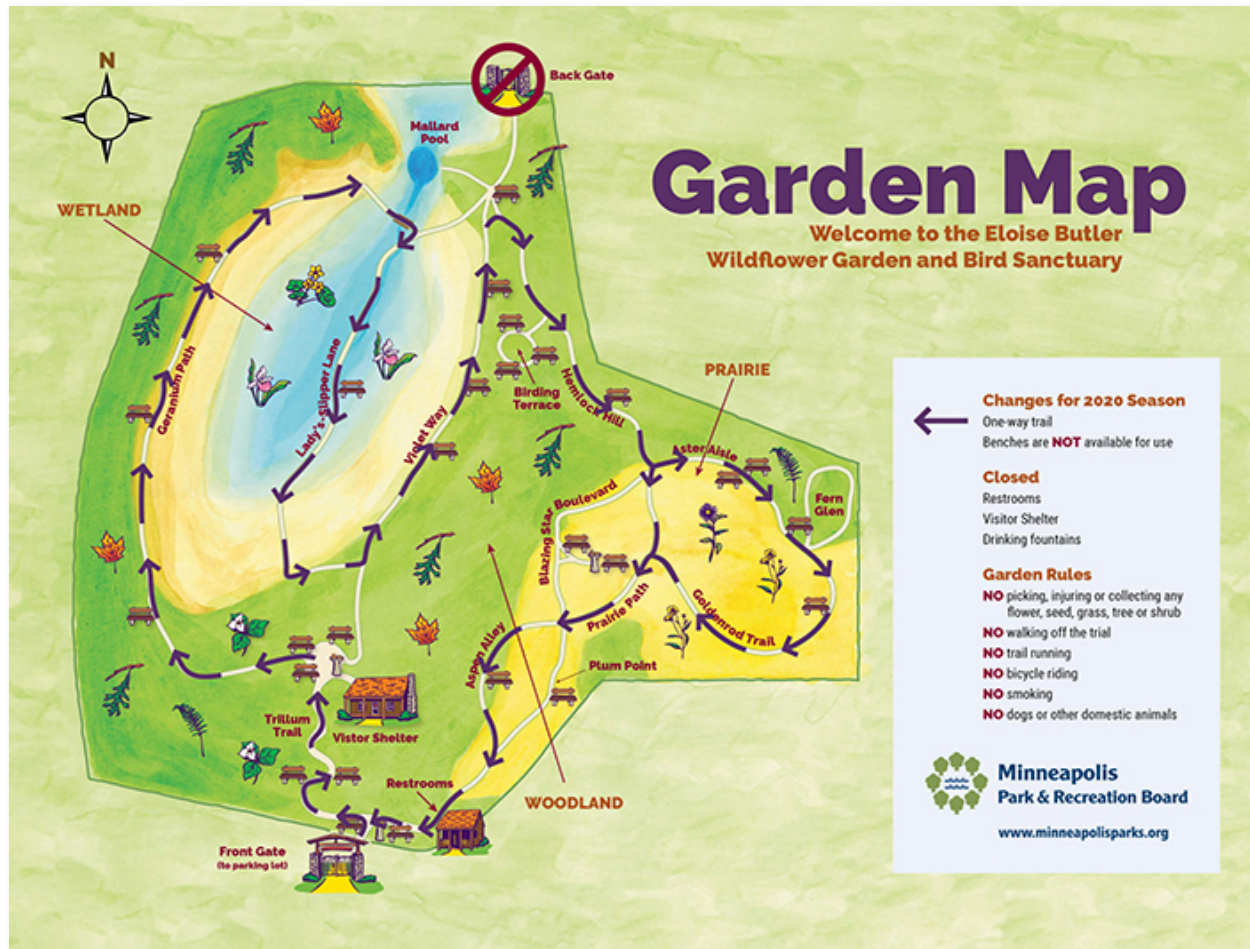 N
Back Gate
Mallard
Pool
Garden Map
Welcome to the Eloise Butler
Wildflower Garden and Bird Sanctuary
WETLAND
Geranium Path
Lady's-Slipper Lane
Violet Way
Birding
Terrace
Hemlock Hill
PRAIRIE
Aster Aisle
Fern
Glen
Blazing Star Boulevard
Prairie Path
Goldenrod Trail
Aspen Alley
Plum Point
Trillum
Trail
Vistor Shelter
Restrooms
WOODLAND
Front Gate
(to parking lot)
Changes for 2020 Season
One-way trail
Benches are NOT available for use
Closed
Restrooms
Visitor Shelter
Drinking fountains
Garden Rules
NO picking, injuring or collecting any
flower, seed, grass, tree or shrub
NO walking off the trial
NO trail running
NO bicycle riding
NO smoking
NO dogs or other domestic animals
Minneapolis
Park & Recreation Board
www.minneapolisparks.org